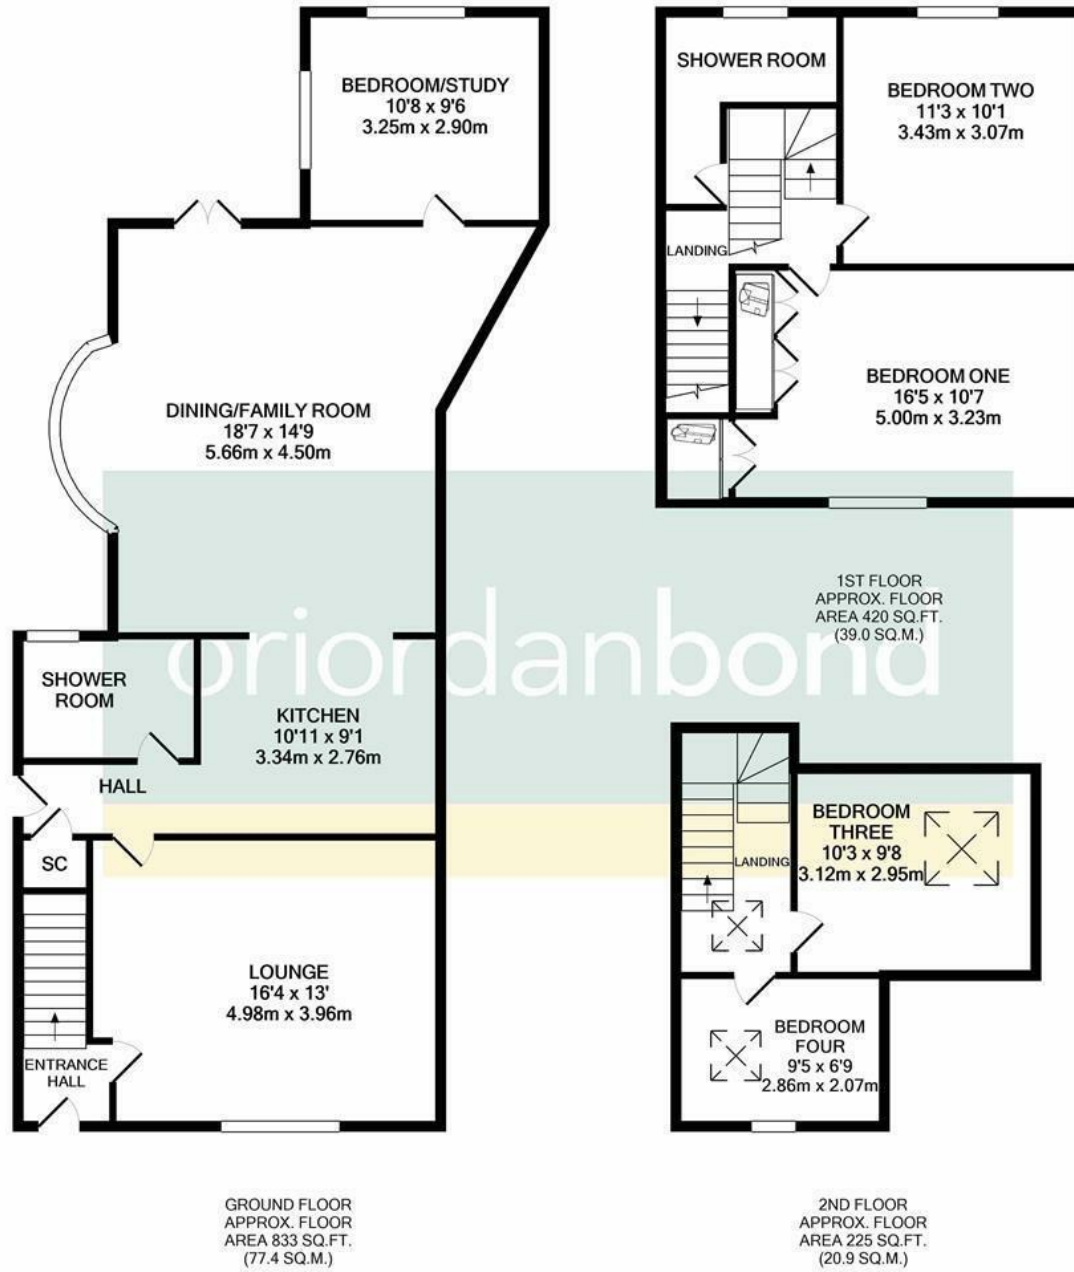 BEDROOM/STUDY
10'8 x 9'6
3.25m x 2.90m
DINING/FAMILY ROOM
18'7 x 14'9
5.66m x 4.50m
SHOWER
ROOM
KITCHEN
10'11 x 9'1
3.34m x 2.76m
HALL
SC
LOUNGE
16'4 x 13'
4.98m x 3.96m
ENTRANCE
HALL
GROUND FLOOR
APPROX. FLOOR
AREA 833 SQ.FT.
(77.4 SQ.M.)
SHOWER ROOM
BEDROOM TWO
11'3 x 10'1
3.43m x 3.07m
LANDING
BEDROOM ONE
16'5 x 10'7
5.00m x 3.23m
1ST FLOOR
APPROX. FLOOR
AREA 420 SQ.FT.
(39.0 SQ.M.)
oriordanbond
BEDROOM
THREE
10'3 x 9'8
3.12m x 2.95m
LANDING
BEDROOM
FOUR
9'5 x 6'9
2.86m x 2.07m
2ND FLOOR
APPROX. FLOOR
AREA 225 SQ.FT.
(20.9 SQ.M.)